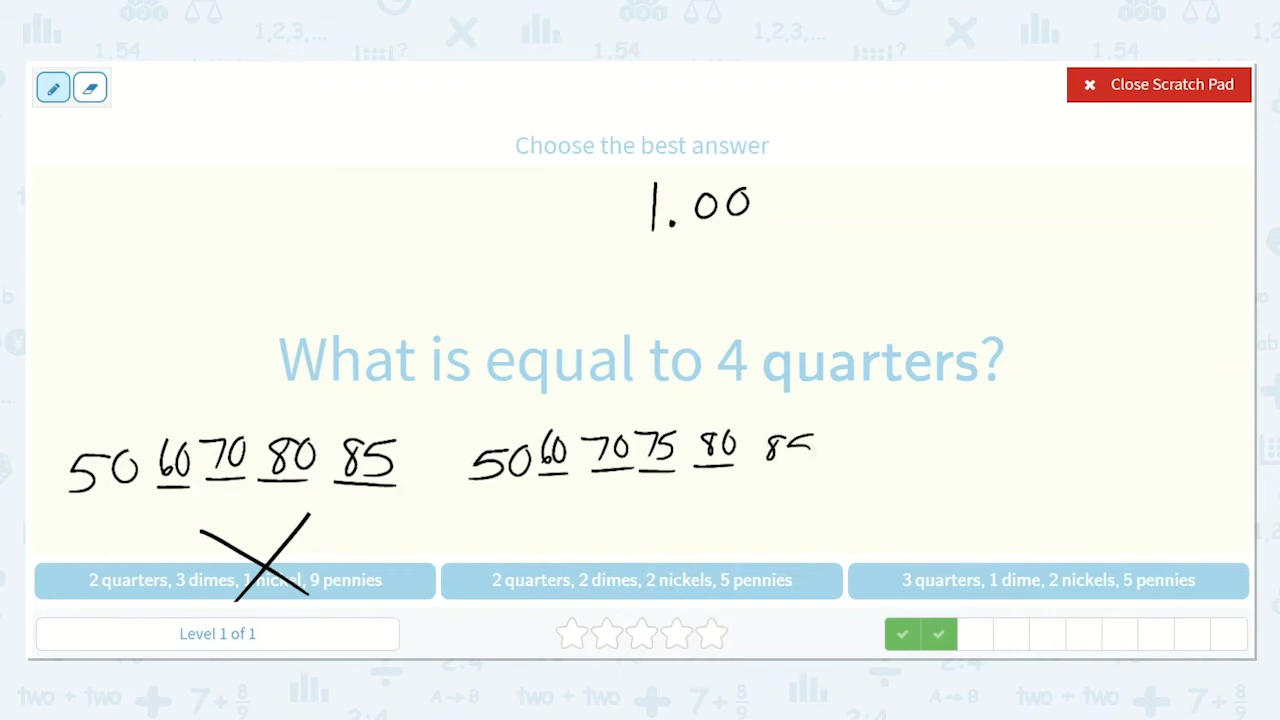 Close Scratch Pad
Choose the best answer
1.00
What is equal to 4 quarters?
50 60 70 80 85 50 60 70 75 80 85
2 quarters, 3 dimes, 1 nickel, 9 pennies
2 quarters, 2 dimes, 2 nickels, 5 pennies
3 quarters, 1 dime, 2 nickels, 5 pennies
Level 1 of 1